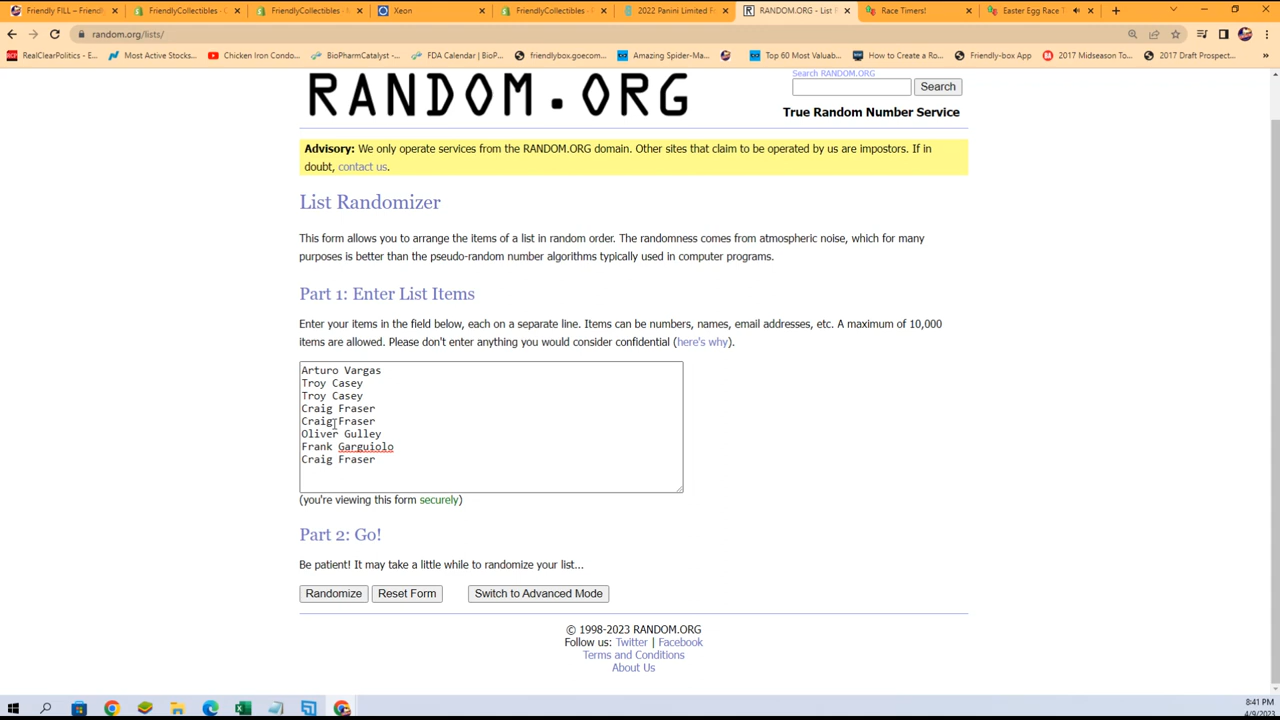 Friendly FILL – Friend
FriendlyCollectibles - C
FriendlyCollectibles - M
Xeon
FriendlyCollectibles - P
2022 Panini Limited F
RANDOM.ORG - List R
Race Timers!
Easter Egg Race T
random.org/lists/
RealClearPolitics - E...
Most Active Stocks...
Chicken Iron Condo...
BioPharmCatalyst -...
FDA Calendar | BioP...
friendlybox.goecom...
Amazing Spider-Ma...
Top 60 Most Valuab...
How to Create a Ro...
Friendly-box App
2017 Midseason To...
2017 Draft Prospect...
RANDOM.ORG
Search RANDOM.ORG
Search
True Random Number Service
Advisory: We only operate services from the RANDOM.ORG domain. Other sites that claim to be operated by us are impostors. If in
doubt, contact us.
List Randomizer
This form allows you to arrange the items of a list in random order. The randomness comes from atmospheric noise, which for many
purposes is better than the pseudo-random number algorithms typically used in computer programs.
Part 1: Enter List Items
Enter your items in the field below, each on a separate line. Items can be numbers, names, email addresses, etc. A maximum of 10,000
items are allowed. Please don't enter anything you would consider confidential (here's why).
Arturo Vargas
Troy Casey
Troy Casey
Craig Fraser
Craig Fraser
Oliver Gulley
Frank Garguiolo
Craig Fraser
(you're viewing this form securely)
Part 2: Go!
Be patient! It may take a little while to randomize your list...
Randomize
Reset Form
Switch to Advanced Mode
© 1998-2023 RANDOM.ORG
Follow us: Twitter | Facebook
Terms and Conditions
About Us
8:41 PM
4/9/2023